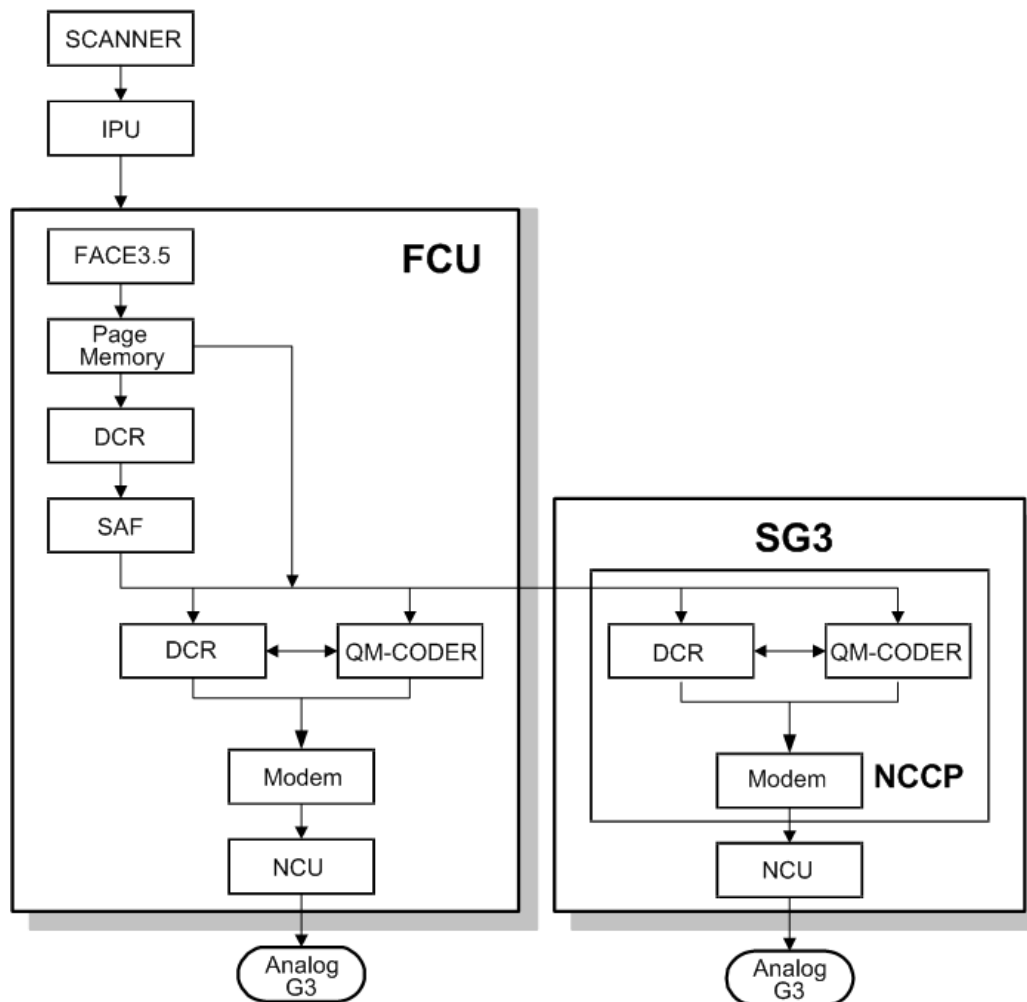 SCANNER
IPU
FCU
FACE3.5
Page
Memory
DCR
SAF
DCR
QM-CODER
Modem
NCU
Analog
G3
SG3
DCR
QM-CODER
Modem
NCCP
NCU
Analog
G3